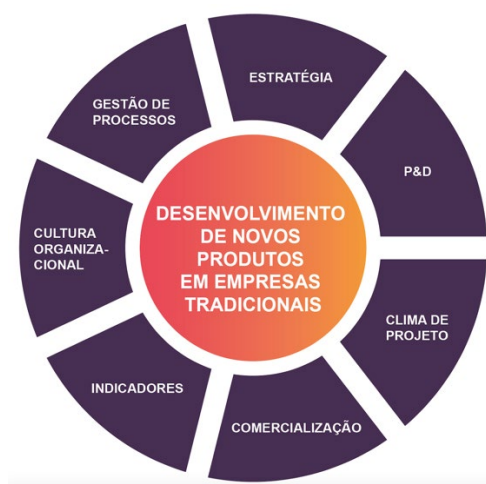 ESTRATÉGIA
P&D
CLIMA DE
PROJETO
COMERCIALIZAÇÃO
INDICADORES
CULTURA
ORGANIZA-
CIONAL
GESTÃO DE
PROCESSOS
DESENVOLVIMENTO
DE NOVOS
PRODUTOS
EM EMPRESAS
TRADICIONAIS